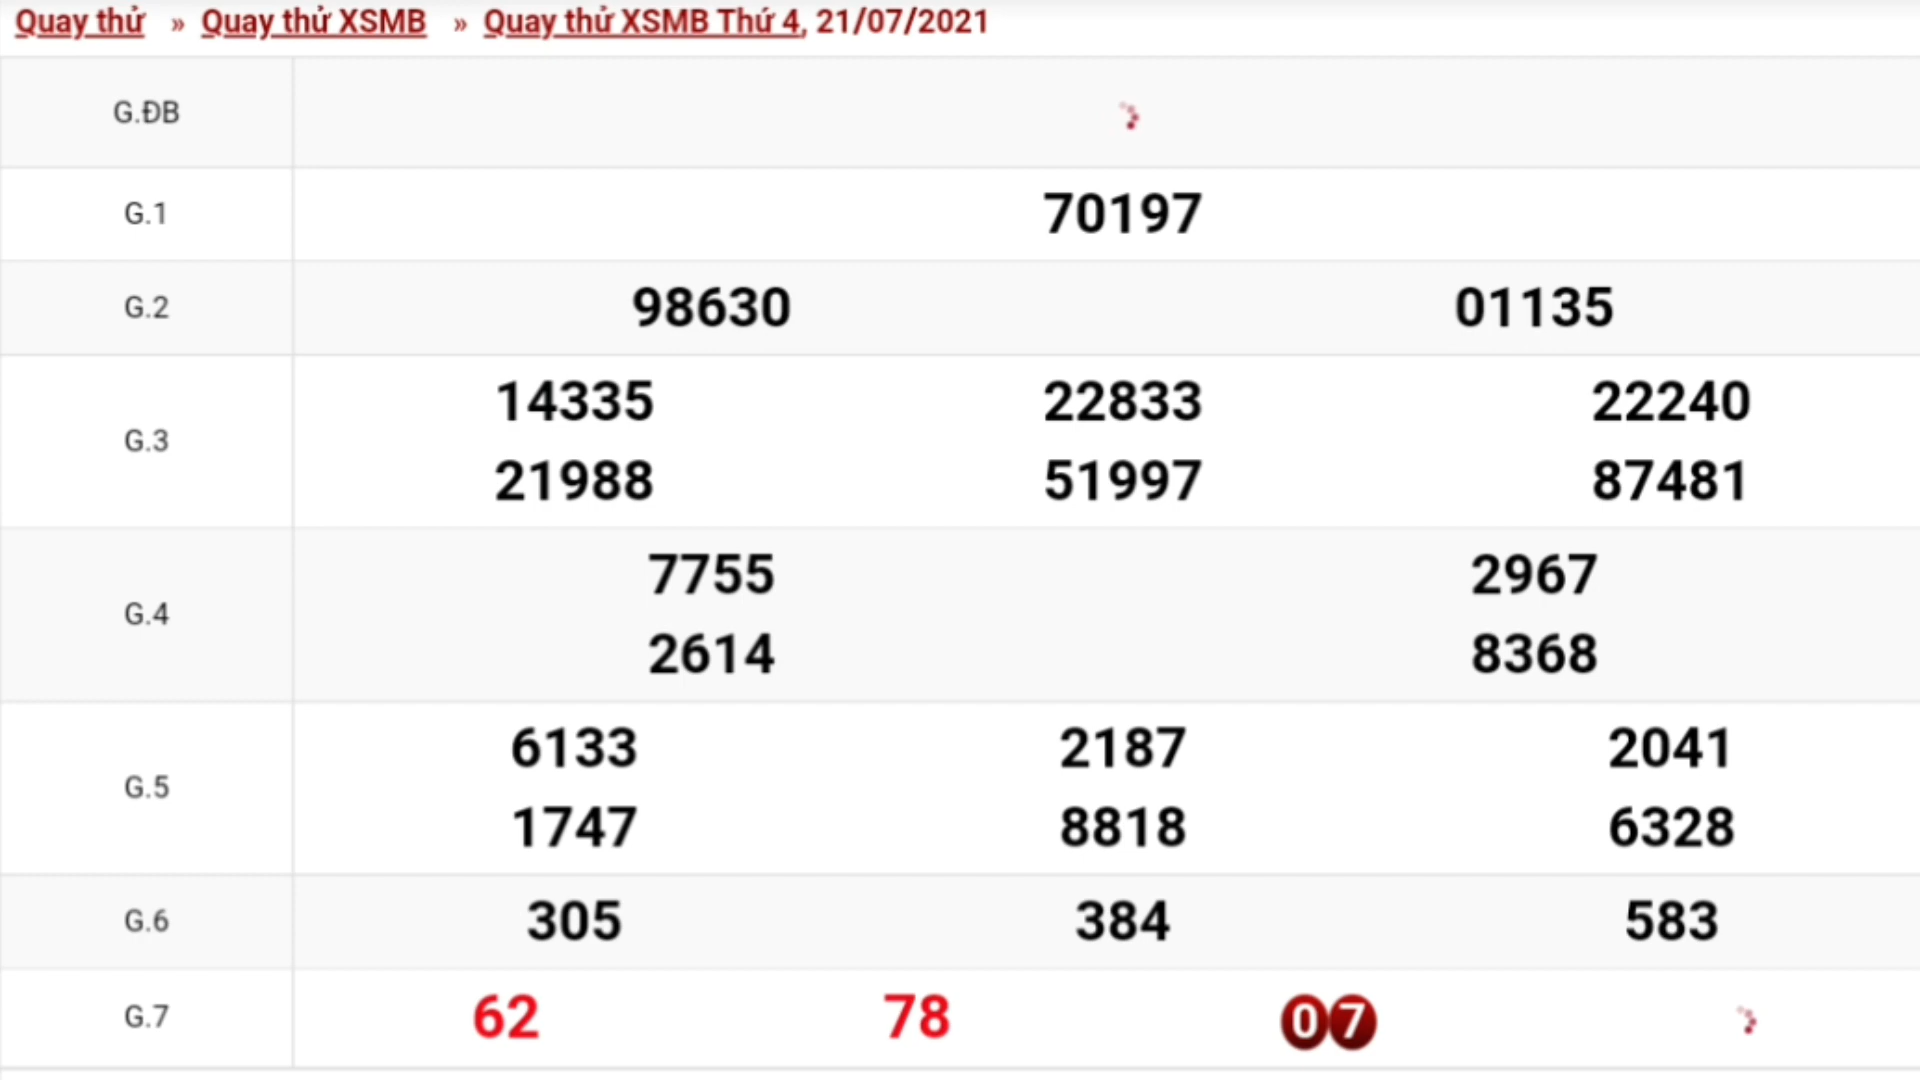 Quay thử » Quay thử XSMB » Quay thử XSMB Thứ 4, 21/07/2021
G.ĐB
G.1 70197
G.2 98630 01135
G.3 14335 22833 22240
21988 51997 87481
G.4 7755 2967
2614 8368
G.5 6133 2187 2041
1747 8818 6328
G.6 305 384 583
G.7 62 78 07